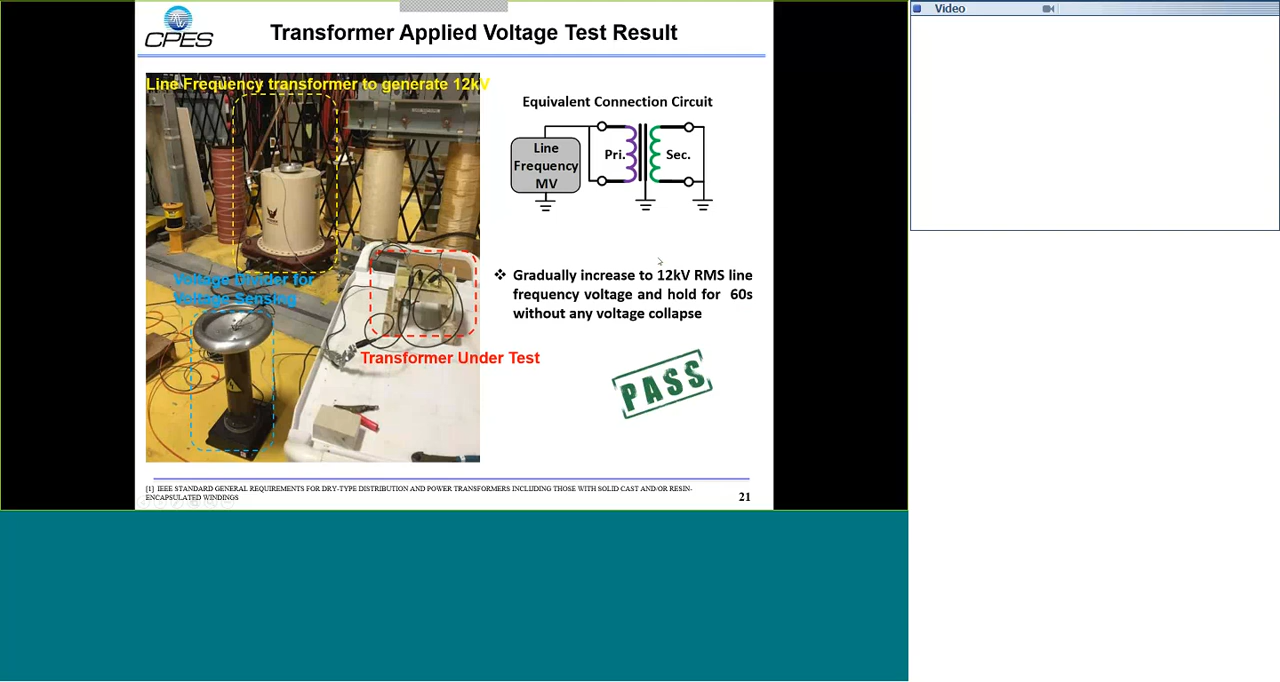 Video
CPES
Transformer Applied Voltage Test Result
Line Frequency transformer to generate 12kV
Voltage Divider for
Voltage Sensing
Transformer Under Test
Equivalent Connection Circuit
Line
Frequency
MV
Pri.
Sec.
❖ Gradually increase to 12kV RMS line
frequency voltage and hold for 60s
without any voltage collapse
PASS
[1] IEEE STANDARD GENERAL REQUIREMENTS FOR DRY-TYPE DISTRIBUTION AND POWER TRANSFORMERS INCLUDING THOSE WITH SOLID CAST AND/OR RESIN-
ENCAPSULATED WINDINGS
21